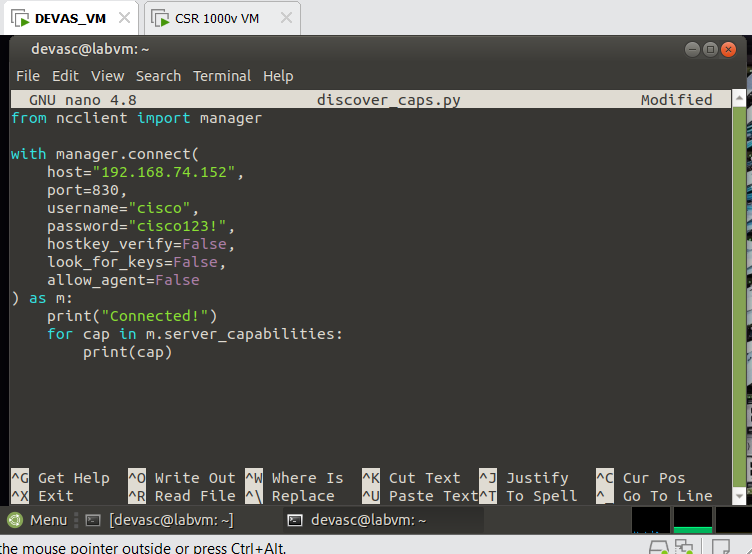 DEVAS_VM CSR 1000v VM
devasc@labvm: ~
File Edit View Search Terminal Help
GNU nano 4.8 discover_caps.py Modified
from ncclient import manager
with manager.connect(
    host="192.168.74.152",
    port=830,
    username="cisco",
    password="cisco123!",
    hostkey_verify=False,
    look_for_keys=False,
    allow_agent=False
) as m:
    print("Connected!")
    for cap in m.server_capabilities:
        print(cap)
^G Get Help ^O Write Out ^W Where Is ^K Cut Text ^J Justify ^C Cur Pos
^X Exit ^R Read File ^\ Replace ^U Paste Text ^T To Spell ^_ Go To Line
Menu [devasc@labvm: ~] devasc@labvm: ~
the mouse pointer outside or press Ctrl+Alt.